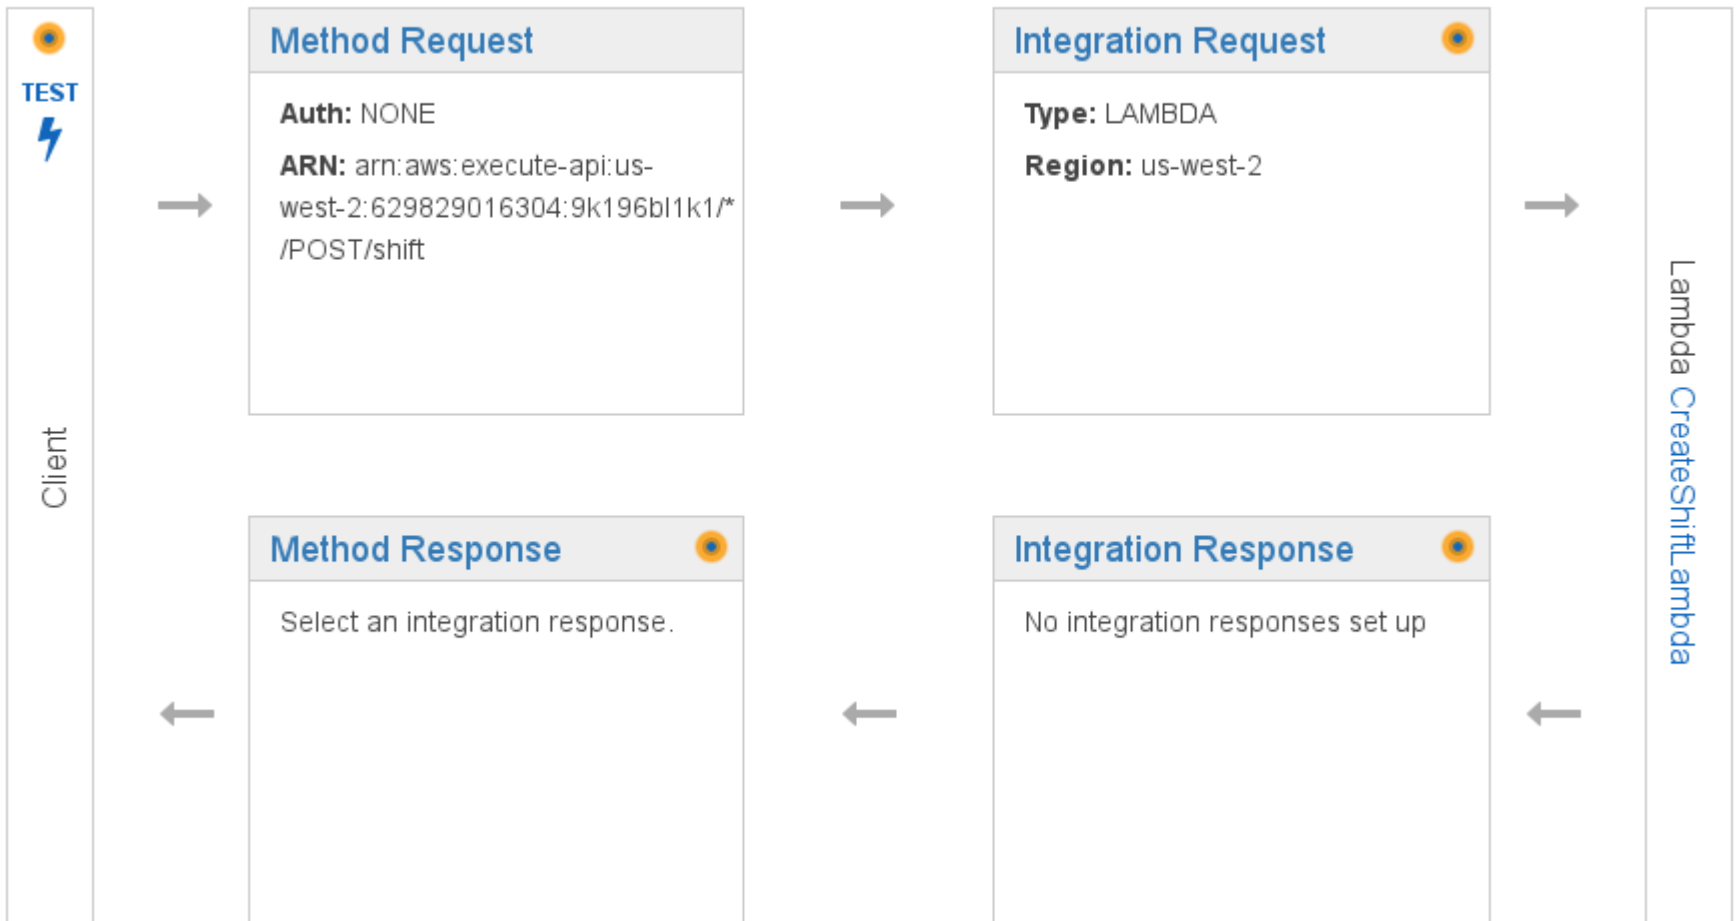 TEST
Client
Method Request
Auth: NONE
ARN: arn:aws:execute-api:us-
west-2:629829016304:9k196bl1k1/*
/POST/shift
Integration Request
Type: LAMBDA
Region: us-west-2
Lambda CreateShiftLambda
Method Response
Select an integration response.
Integration Response
No integration responses set up